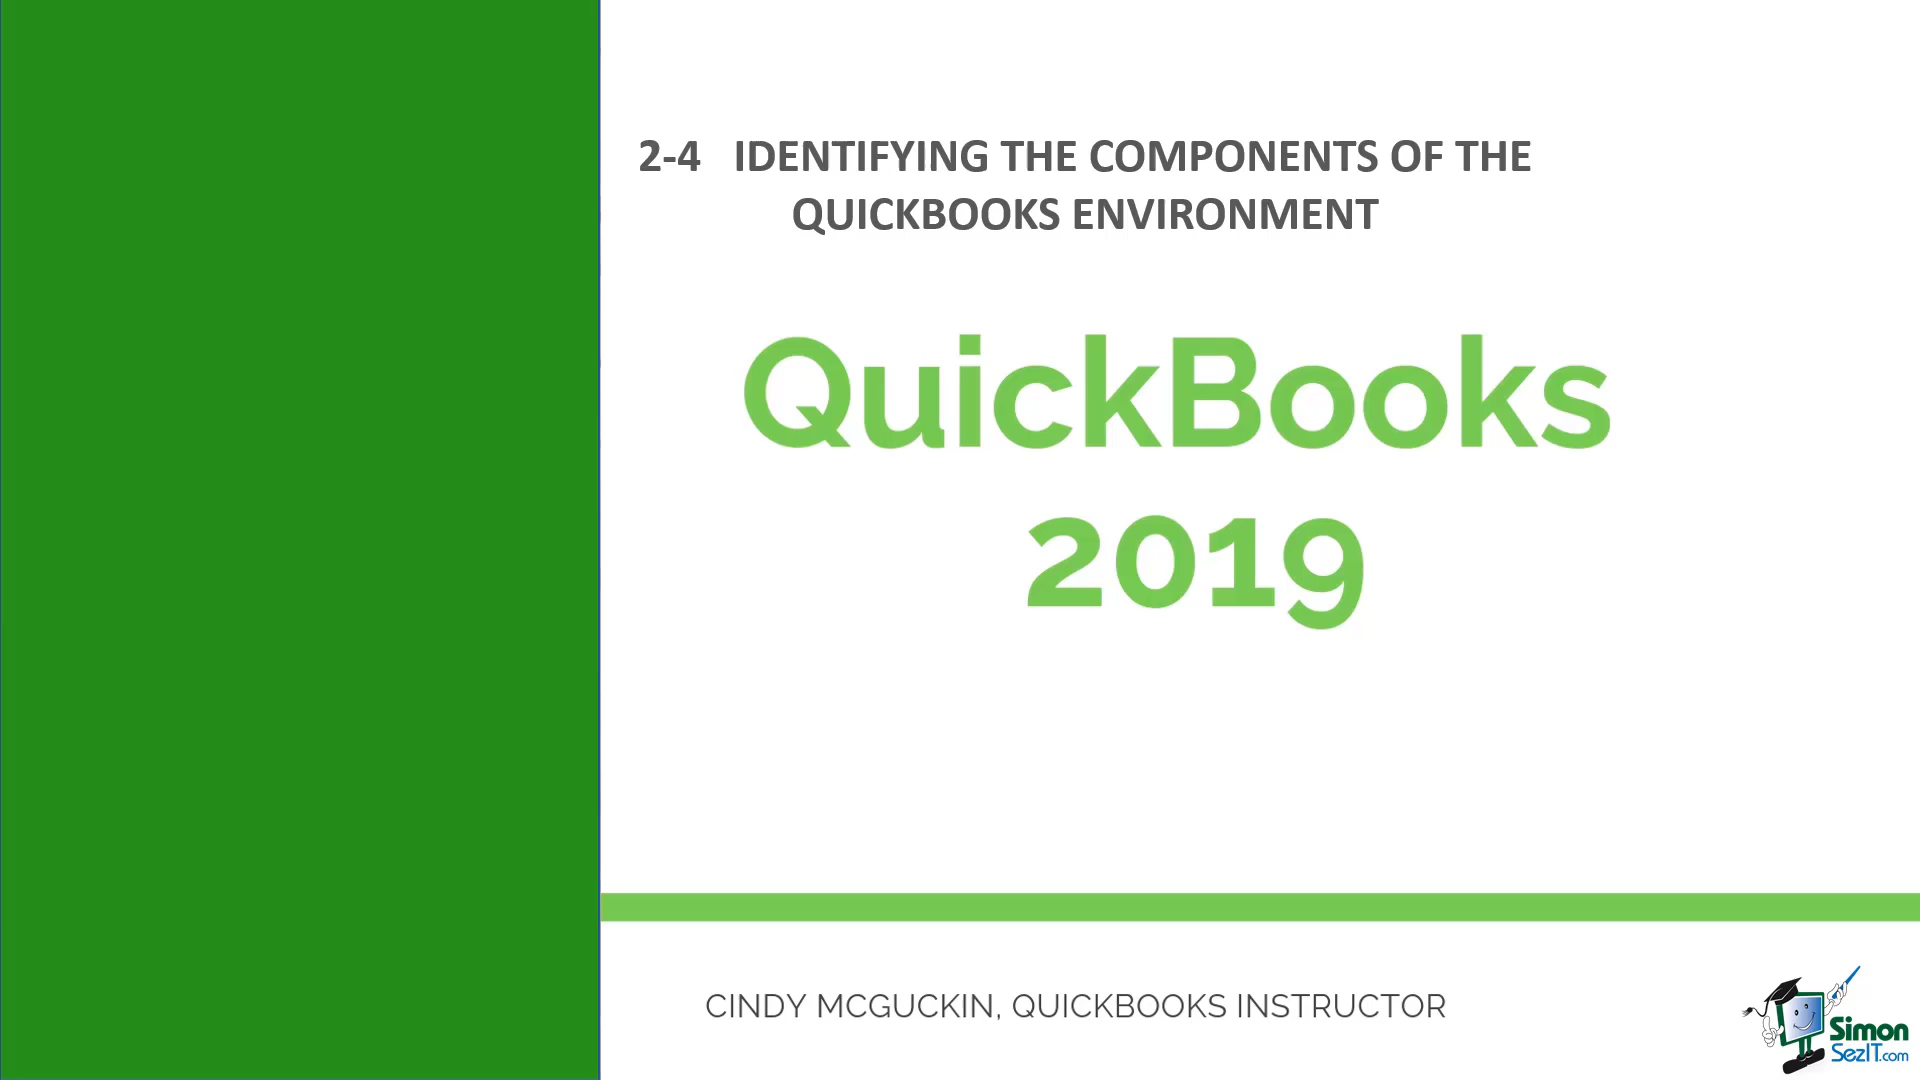 2-4 IDENTIFYING THE COMPONENTS OF THE
QUICKBOOKS ENVIRONMENT
QuickBooks
2019
CINDY MCGUCKIN, QUICKBOOKS INSTRUCTOR
Simon
SezIT.com